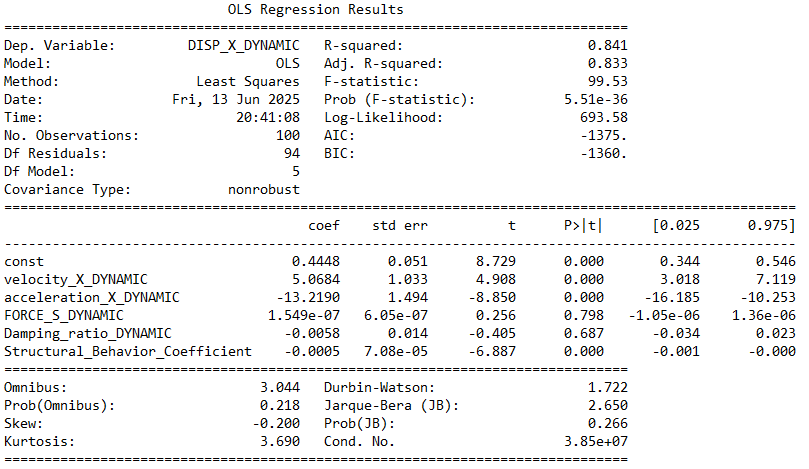 OLS Regression Results
==============================================================================
Dep. Variable: DISP_X_DYNAMIC R-squared: 0.841
Model: OLS Adj. R-squared: 0.833
Method: Least Squares F-statistic: 99.53
Date: Fri, 13 Jun 2025 Prob (F-statistic): 5.51e-36
Time: 20:41:08 Log-Likelihood: 693.58
No. Observations: 100 AIC: -1375.
Df Residuals: 94 BIC: -1360.
Df Model: 5
Covariance Type: nonrobust
===================================================================================================
coef std err t P>|t| [0.025 0.975]
---------------------------------------------------------------------------------------------------
const 0.4448 0.051 8.729 0.000 0.344 0.546
velocity_X_DYNAMIC 5.0684 1.033 4.908 0.000 3.018 7.119
acceleration_X_DYNAMIC -13.2190 1.494 -8.850 0.000 -16.185 -10.253
FORCE_S_DYNAMIC 1.549e-07 6.05e-07 0.256 0.798 -1.05e-06 1.36e-06
Damping_ratio_DYNAMIC -0.0058 0.014 -0.405 0.687 -0.034 0.023
Structural_Behavior_Coefficient -0.0005 7.08e-05 -6.887 0.000 -0.001 -0.000
==============================================================================
Omnibus: 3.044 Durbin-Watson: 1.722
Prob(Omnibus): 0.218 Jarque-Bera (JB): 2.650
Skew: -0.200 Prob(JB): 0.266
Kurtosis: 3.690 Cond. No. 3.85e+07
==============================================================================